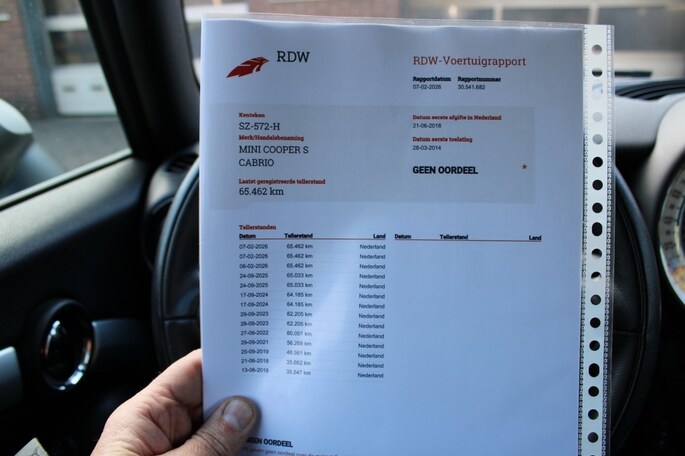 RDW
RDW-Voertuigrapport
Rapportdatum Rapportnummer
07-02-2026 30.541.682
Kenteken
SZ-572-H
Merk/Handelsbenaming
MINI COOPER S
CABRIO
Laatst geregistreerde tellerstand
65.462 km
Datum eerste afgifte in Nederland
21-06-2018
Datum eerste toelating
28-03-2014
GEEN OORDEEL *
Tellerstanden
Datum Tellerstand Land Datum Tellerstand Land
07-02-2026 65.462 km Nederland
07-02-2026 65.462 km Nederland
06-02-2026 65.462 km Nederland
24-09-2025 65.033 km Nederland
24-09-2025 65.033 km Nederland
17-09-2024 64.185 km Nederland
17-09-2024 64.185 km Nederland
29-09-2023 62.205 km Nederland
29-09-2023 62.205 km Nederland
27-06-2022 60.001 km Nederland
29-09-2021 56.269 km Nederland
25-09-2019 Nederland
21-06-2018 Nederland
13-06-2018 35.547 km Nederland
GEEN OORDEEL